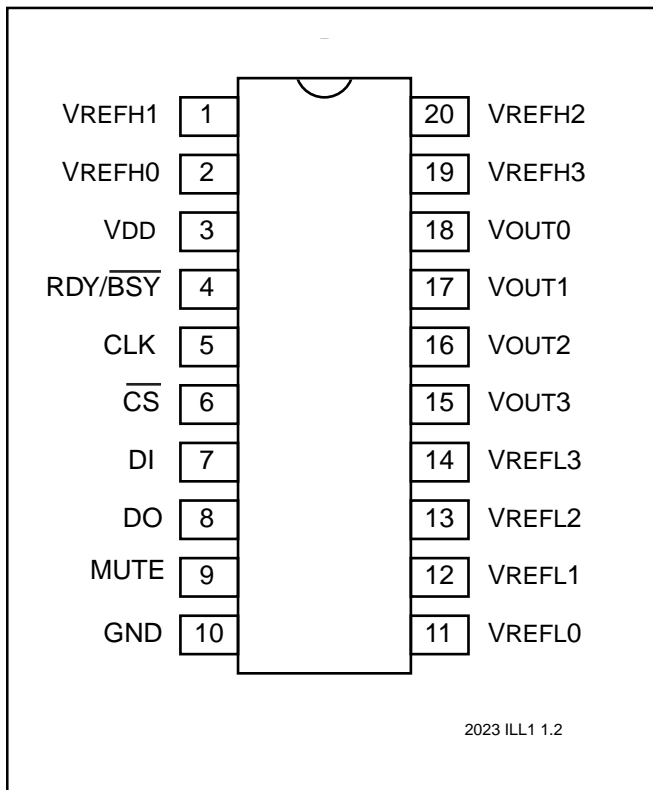 VREFH1 1 20 VREFH2
VREFH0 2 19 VREFH3
VDD 3 18 VOUT0
RDY/B̅S̅Y̅ 4 17 VOUT1
CLK 5 16 VOUT2
C̅S̅ 6 15 VOUT3
DI 7 14 VREFL3
DO 8 13 VREFL2
MUTE 9 12 VREFL1
GND 10 11 VREFL0
2023 ILL1 1.2